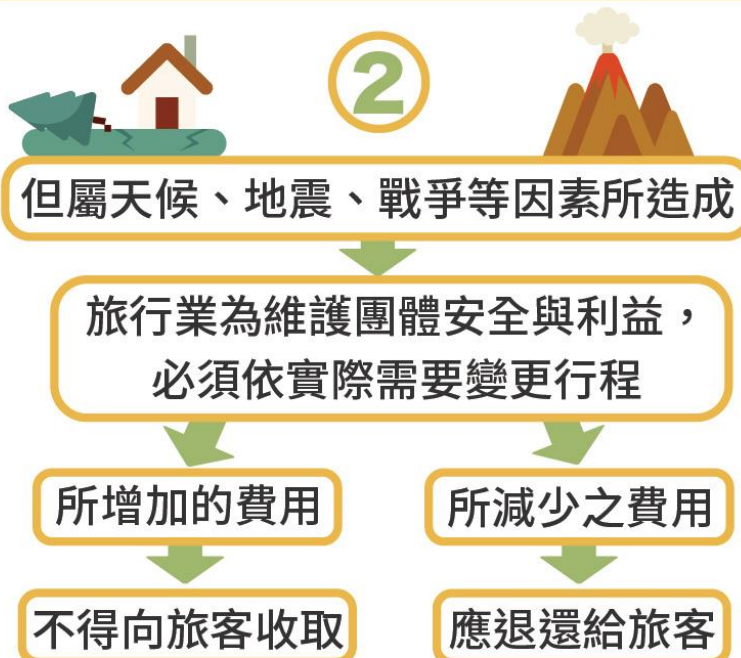 2
但屬天候、地震、戰爭等因素所造成
旅行業為維護團體安全與利益，
必須依實際需要變更行程
所增加的費用
所減少之費用
不得向旅客收取
應退還給旅客